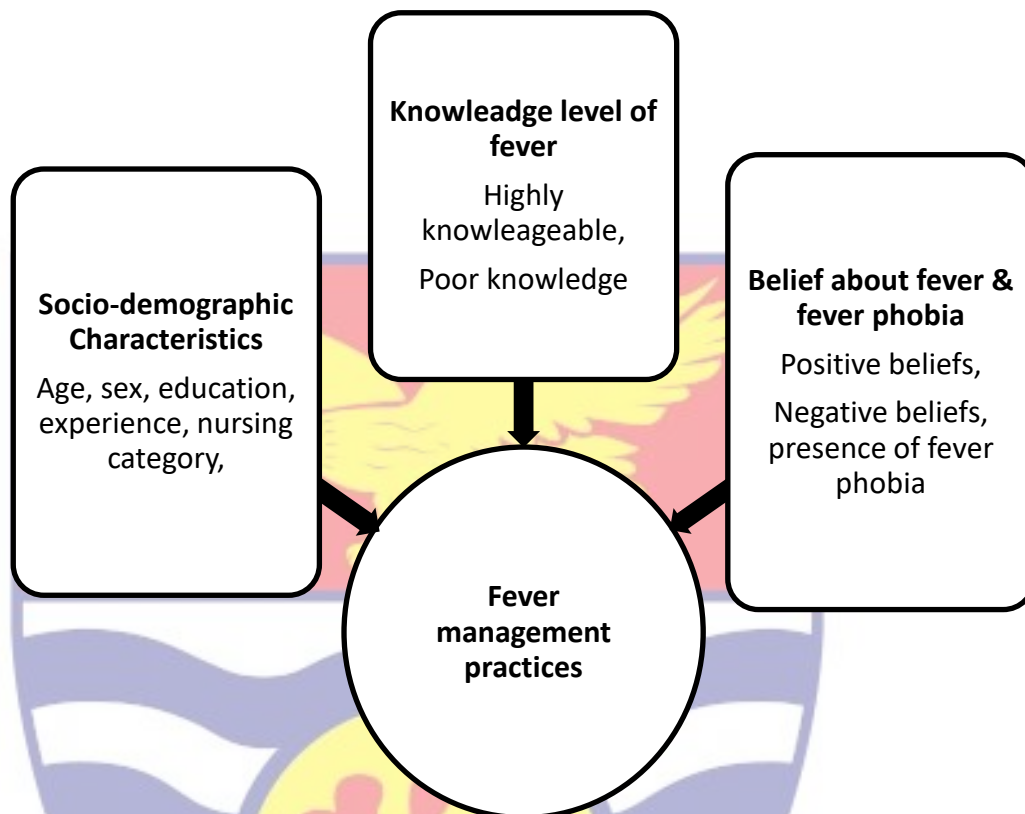 Knowleadge level of
fever
Highly
knowleageable,
Poor knowledge
Socio-demographic
Characteristics
Age, sex, education,
experience, nursing
category,
Belief about fever &
fever phobia
Positive beliefs,
Negative beliefs,
presence of fever
phobia
Fever
management
practices